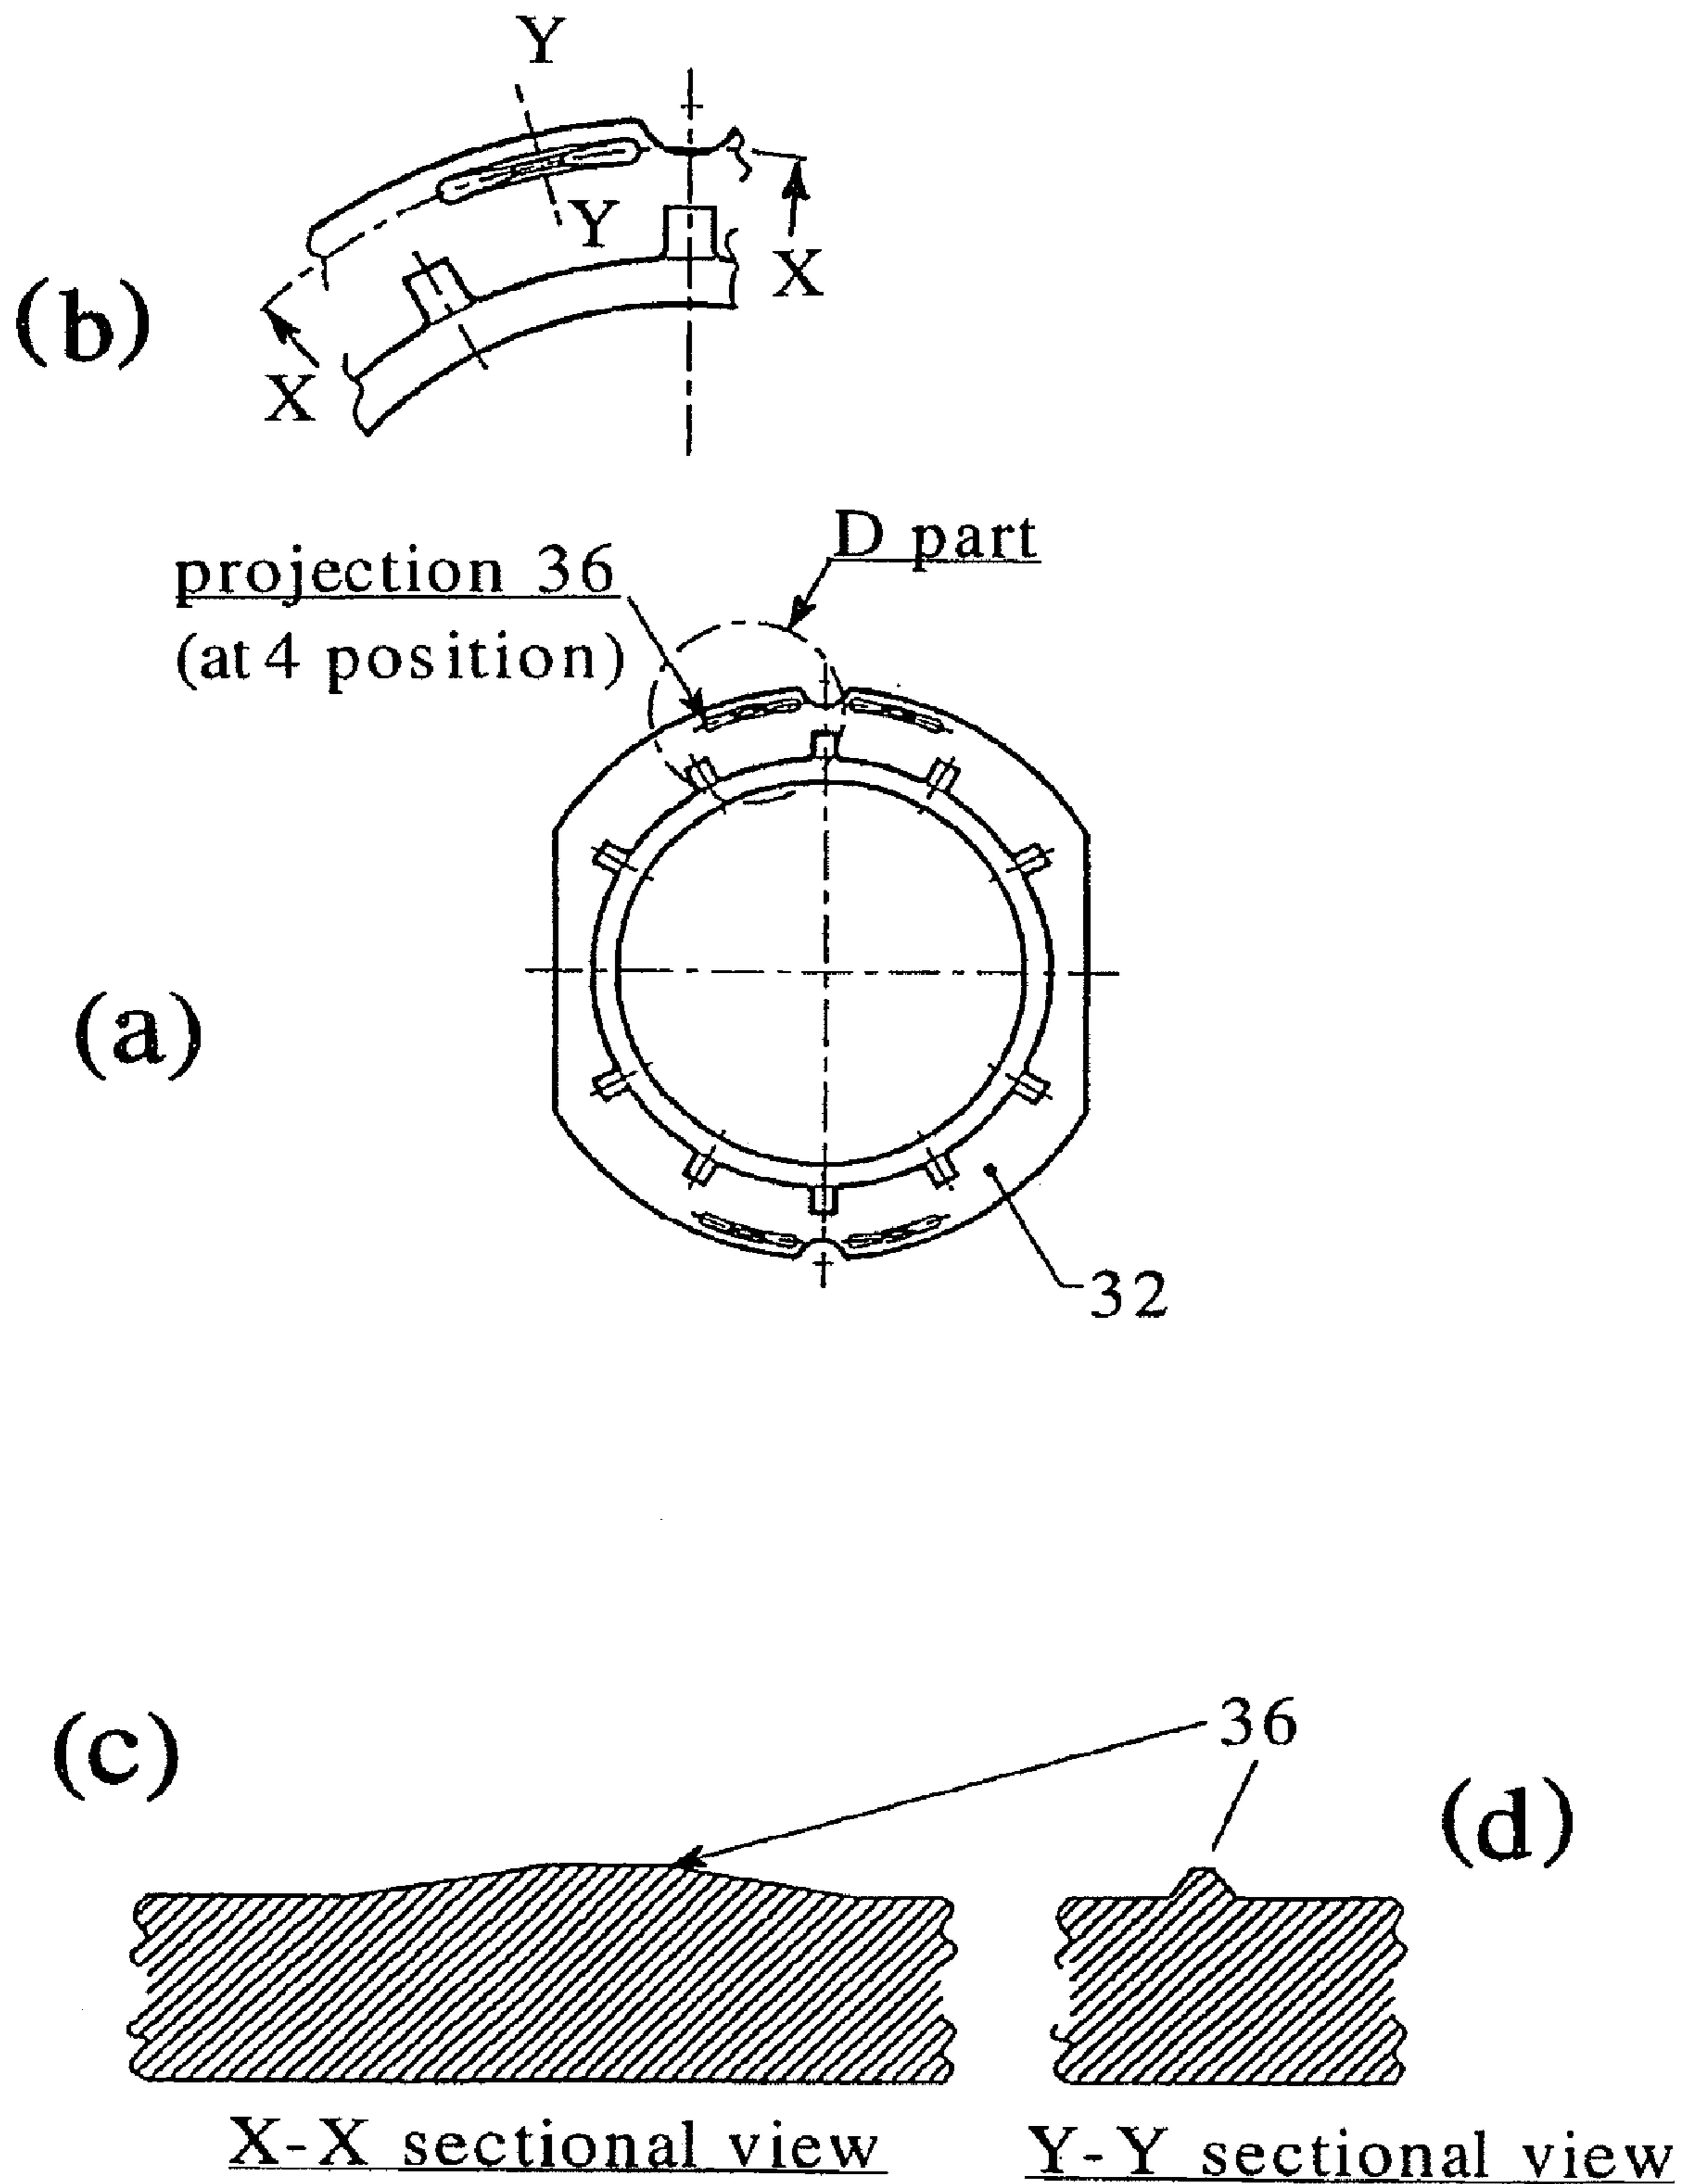 Y
Y
X
(b)
X
D part
projection 36
(at 4 position)
(a)
32
36
(c)
(d)
X-X sectional view
Y-Y sectional view